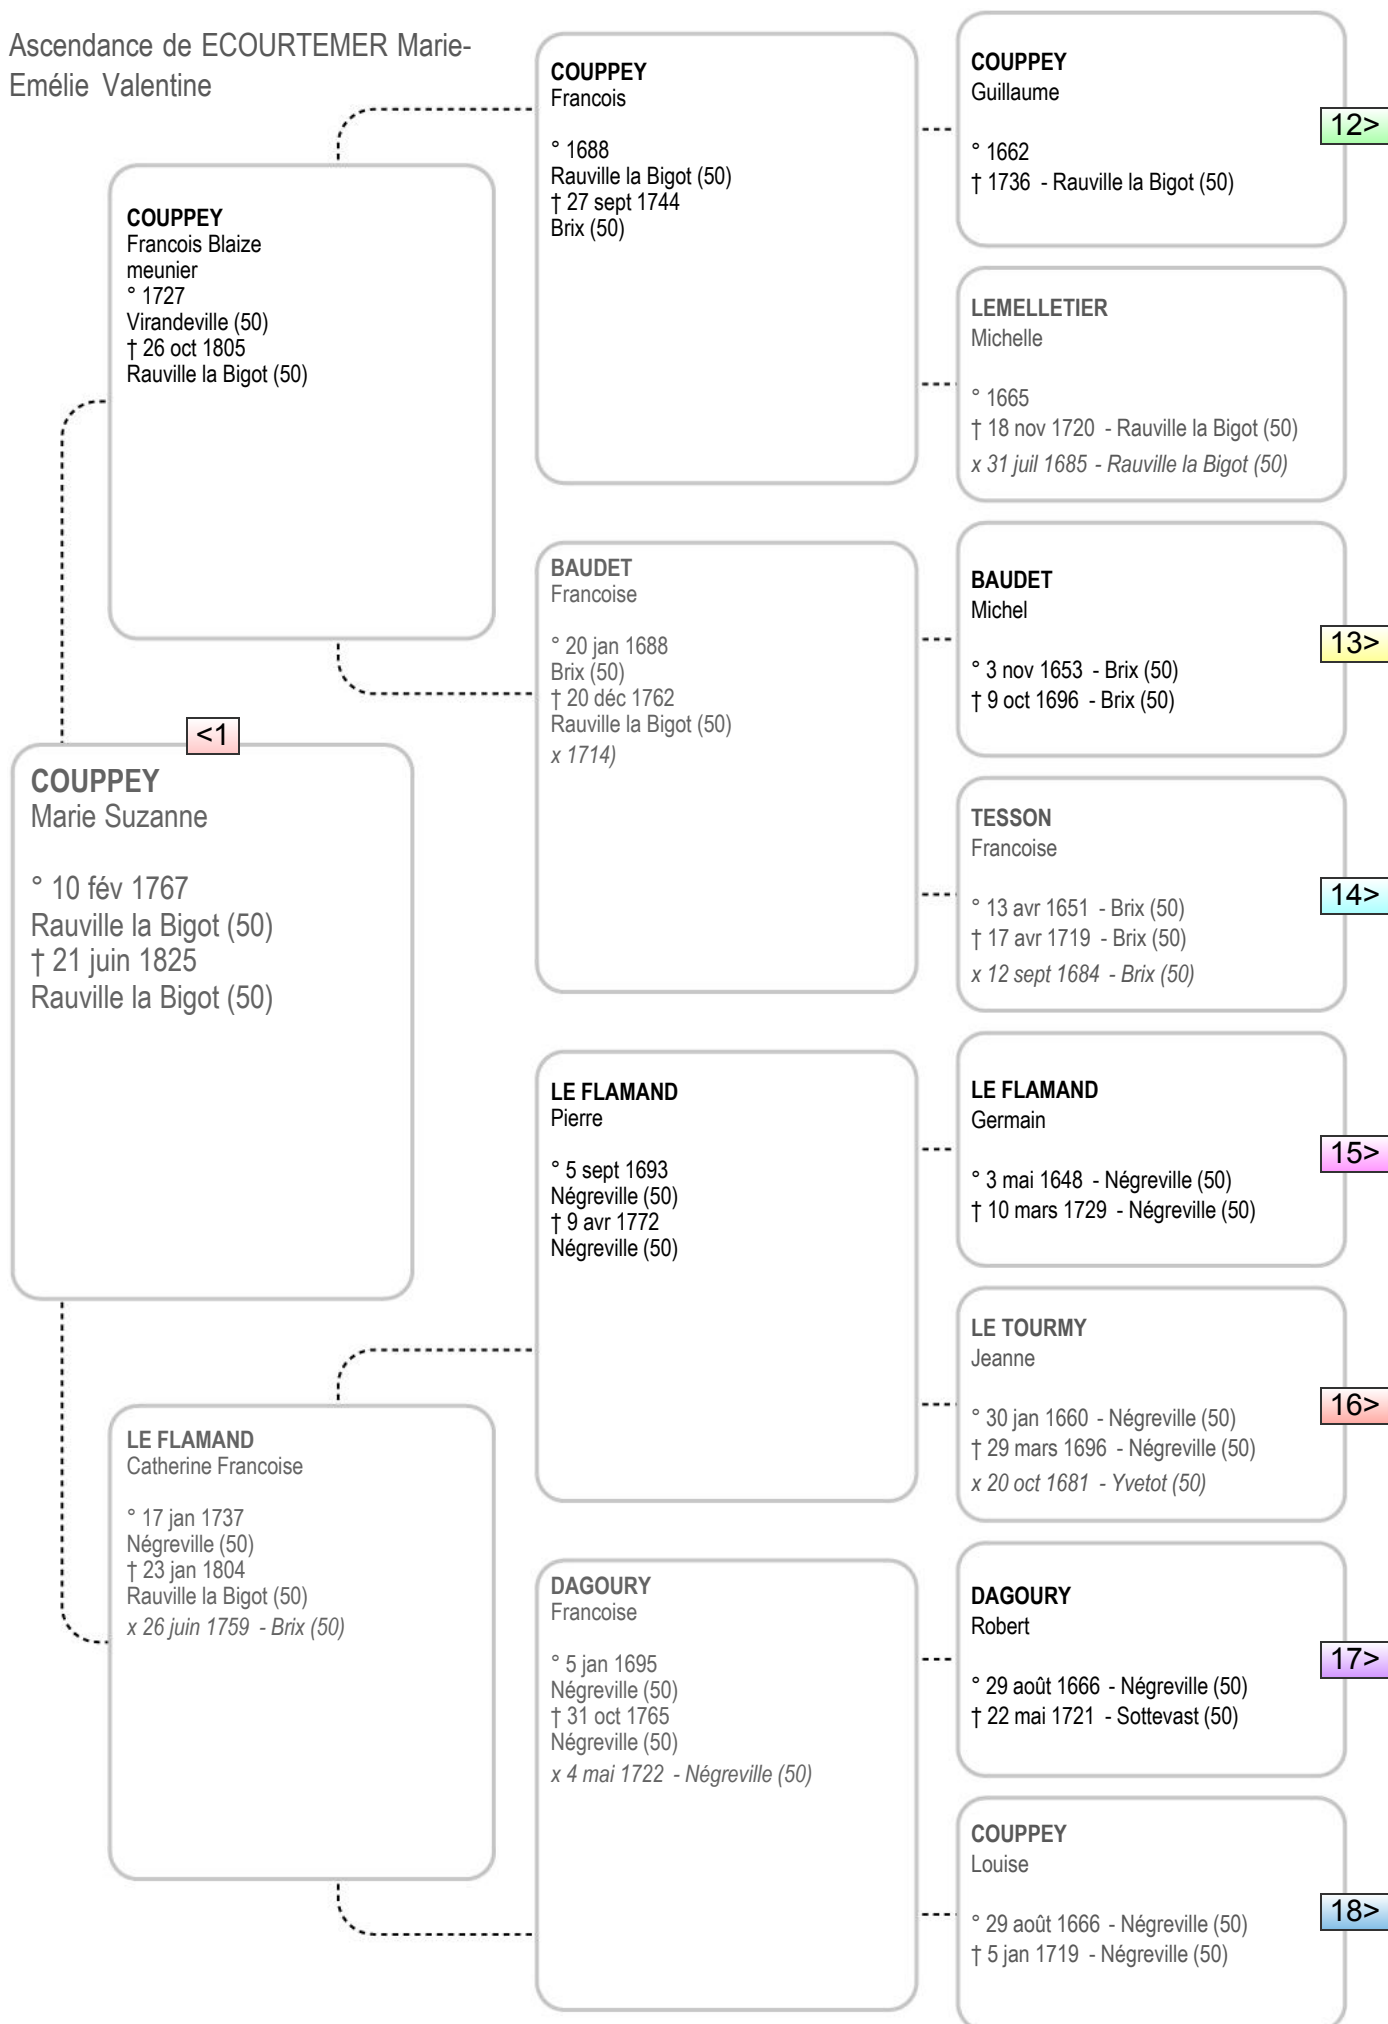 Ascendance de ECOURTEMER Marie-
Emélie Valentine
COUPPEY
Francois
° 1688
Rauville la Bigot (50)
† 27 sept 1744
Brix (50)
COUPPEY
Guillaume
° 1662
† 1736 - Rauville la Bigot (50)
12>
COUPPEY
Francois Blaize
meunier
° 1727
Virandeville (50)
† 26 oct 1805
Rauville la Bigot (50)
LEMELLETIER
Michelle
° 1665
† 18 nov 1720 - Rauville la Bigot (50)
x 31 juil 1685 - Rauville la Bigot (50)
BAUDET
Francoise
° 20 jan 1688
Brix (50)
† 20 déc 1762
Rauville la Bigot (50)
x 1714)
BAUDET
Michel
° 3 nov 1653 - Brix (50)
† 9 oct 1696 - Brix (50)
13>
<1
COUPPEY
Marie Suzanne
° 10 fév 1767
Rauville la Bigot (50)
† 21 juin 1825
Rauville la Bigot (50)
TESSON
Francoise
° 13 avr 1651 - Brix (50)
† 17 avr 1719 - Brix (50)
x 12 sept 1684 - Brix (50)
14>
LE FLAMAND
Pierre
° 5 sept 1693
Négreville (50)
† 9 avr 1772
Négreville (50)
LE FLAMAND
Germain
° 3 mai 1648 - Négreville (50)
† 10 mars 1729 - Négreville (50)
15>
LE TOURMY
Jeanne
° 30 jan 1660 - Négreville (50)
† 29 mars 1696 - Négreville (50)
x 20 oct 1681 - Yvetot (50)
16>
LE FLAMAND
Catherine Francoise
° 17 jan 1737
Négreville (50)
† 23 jan 1804
Rauville la Bigot (50)
x 26 juin 1759 - Brix (50)
DAGOURY
Francoise
° 5 jan 1695
Négreville (50)
† 31 oct 1765
Négreville (50)
x 4 mai 1722 - Négreville (50)
DAGOURY
Robert
° 29 août 1666 - Négreville (50)
† 22 mai 1721 - Sottevast (50)
17>
COUPPEY
Louise
° 29 août 1666 - Négreville (50)
† 5 jan 1719 - Négreville (50)
18>